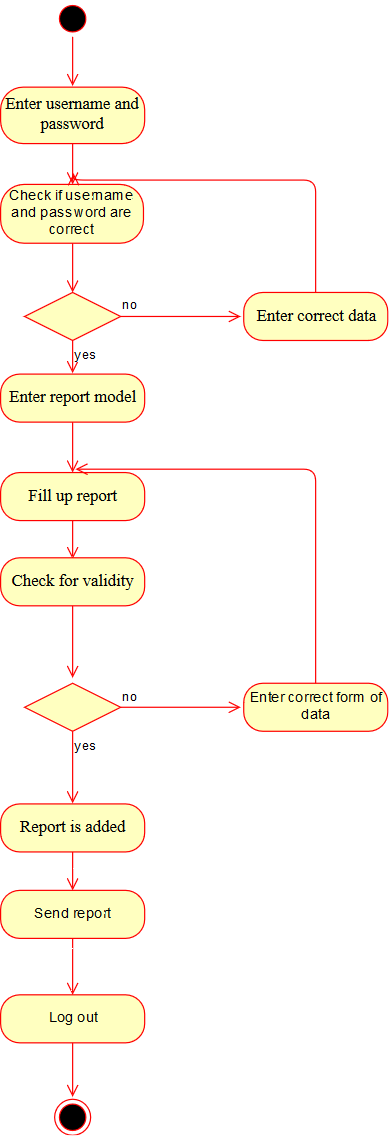 Enter username and
password
Check if username
and password are
correct
no
Enter correct data
yes
Enter report model
Fill up report
Check for validity
no
Enter correct form of
data
yes
Report is added
Send report
Log out